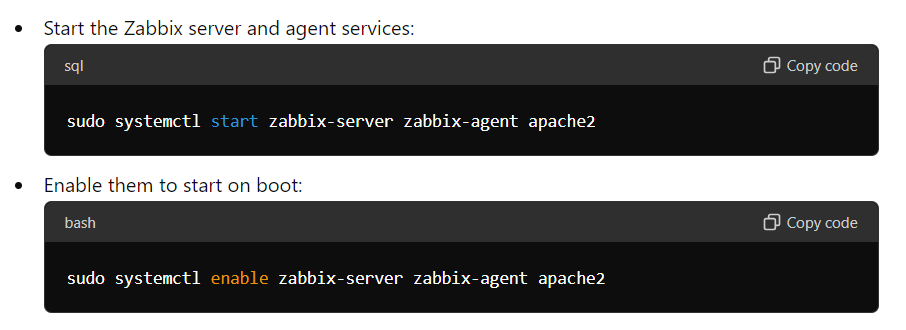 Start the Zabbix server and agent services:
sql Copy code
sudo systemctl start zabbix-server zabbix-agent apache2
Enable them to start on boot:
bash Copy code
sudo systemctl enable zabbix-server zabbix-agent apache2